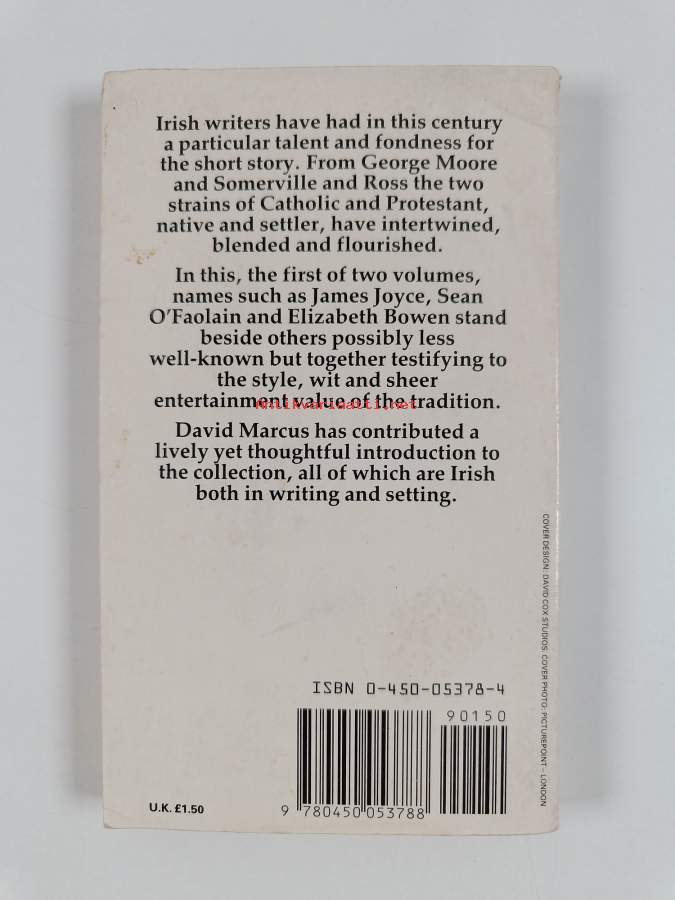 Irish writers have had in this century
a particular talent and fondness for
the short story. From George Moore
and Somerville and Ross the two
strains of Catholic and Protestant,
native and settler, have intertwined,
blended and flourished.
In this, the first of two volumes,
names such as James Joyce, Sean
O'Faolain and Elizabeth Bowen stand
beside others possibly less
well-known but together testifying to
the style, wit and sheer
entertainment value of the tradition.
Antikvariaatti.net
David Marcus has contributed a
lively yet thoughtful introduction to
the collection, all of which are Irish
both in writing and setting.
COVER DESIGN: DAVID COX STUDIOS. COVER PHOTO: PICTUREPOINT – LONDON
ISBN 0-450-05378-4
90150
U.K. £1.50
9 780450 053788